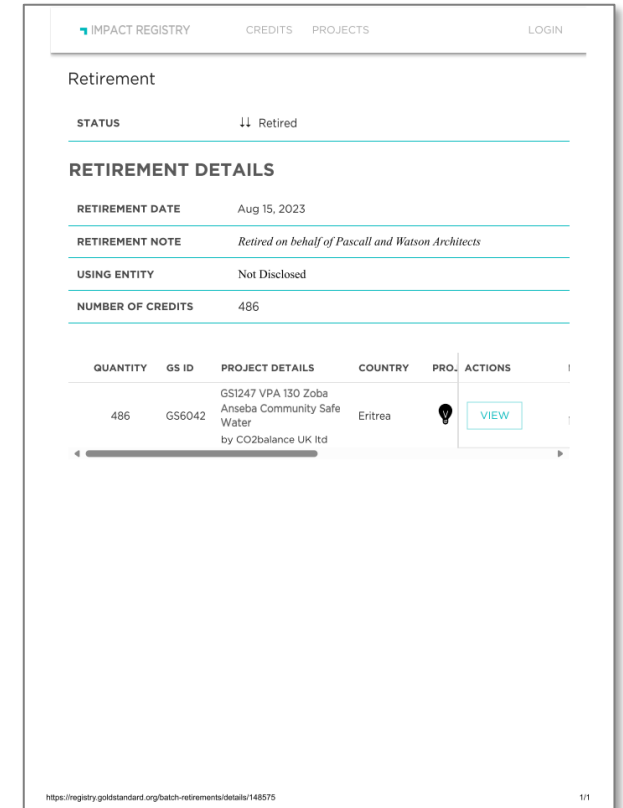 IMPACT REGISTRY CREDITS PROJECTS LOGIN
Retirement
STATUS ↓↓ Retired
RETIREMENT DETAILS
RETIREMENT DATE Aug 15, 2023
RETIREMENT NOTE Retired on behalf of Pascall and Watson Architects
USING ENTITY Not Disclosed
NUMBER OF CREDITS 486
QUANTITY GS ID PROJECT DETAILS COUNTRY PRO. ACTIONS
GS1247 VPA 130 Zoba
Anseba Community Safe
486 GS6042 Water Eritrea VIEW
by CO2balance UK ltd
https://registry.goldstandard.org/batch-retirements/details/148575 1/1